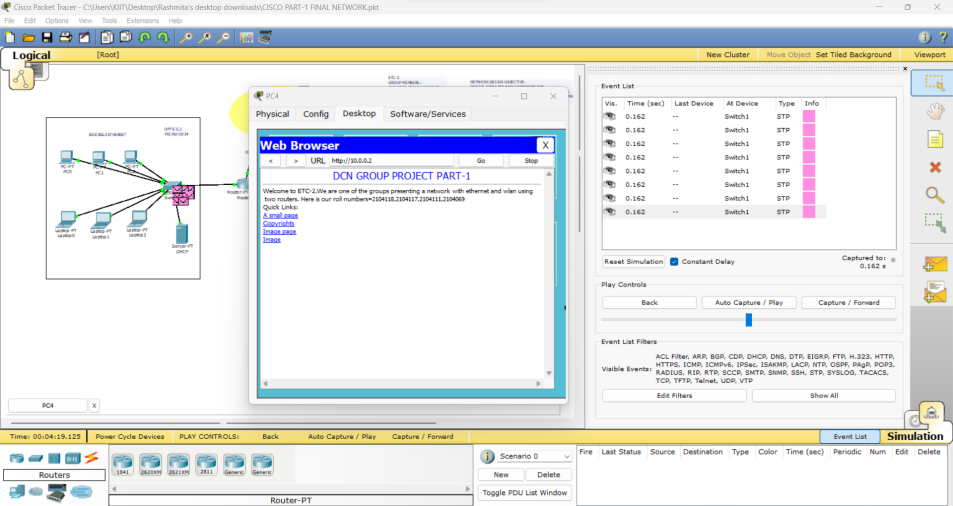 Cisco Packet Tracer - C:\Users\KIIT\Desktop\Rashmita's desktop downloads\CISCO PART-1 FINAL NETWORK.pkt
File Edit Options View Tools Extensions Help
Logical
[Root]
New Cluster
Move Object
Set Tiled Background
Viewport
ETC-1
GROUP MEMBERS:-
NETWORK DESIGN OBJECTIVE:
PC-PT
PC0
PC-PT
PC1
PC-PT
Laptop-PT
Laptop0
Laptop-PT
Laptop1
Laptop-PT
Laptop2
Server-PT
DHCP
Router-PT
PC4
Physical Config Desktop Software/Services
Web Browser
X
< > URL http://10.0.0.2 Go Stop
DCN GROUP PROJECT PART-1
Welcome to ETC-2.We are one of the groups presenting a network with ethernet and wlan using
two routers. Here is our roll numbers=2104118,2104117,2104111,2104069
Quick Links:
A small page
Copyrights
Image page
Image
PC4 X
Event List
Vis. Time (sec) Last Device At Device Type Info
0.162 -- Switch1 STP
0.162 -- Switch1 STP
0.162 -- Switch1 STP
0.162 -- Switch1 STP
0.162 -- Switch1 STP
0.162 -- Switch1 STP
0.162 -- Switch1 STP
0.162 -- Switch1 STP
Reset Simulation
Constant Delay
Captured to:
0.162 s
Play Controls
Back
Auto Capture / Play
Capture / Forward
Event List Filters
Visible Events:
ACL Filter, ARP, BGP, CDP, DHCP, DNS, DTP, EIGRP, FTP, H.323, HTTP,
HTTPS, ICMP, ICMPv6, IPSec, ISAKMP, LACP, NTP, OSPF, PAgP, POP3,
RADIUS, RIP, RTP, SCCP, SMTP, SNMP, SSH, STP, SYSLOG, TACACS,
TCP, TFTP, Telnet, UDP, VTP
Edit Filters
Show All
Time: 00:04:19.125
Power Cycle Devices
PLAY CONTROLS:
Back
Auto Capture / Play
Capture / Forward
Event List
Simulation
Routers
1841 2620XM 2621XM 2811 Generic Generic
Router-PT
Scenario 0
New
Delete
Toggle PDU List Window
Fire Last Status Source Destination Type Color Time (sec) Periodic Num Edit Delete